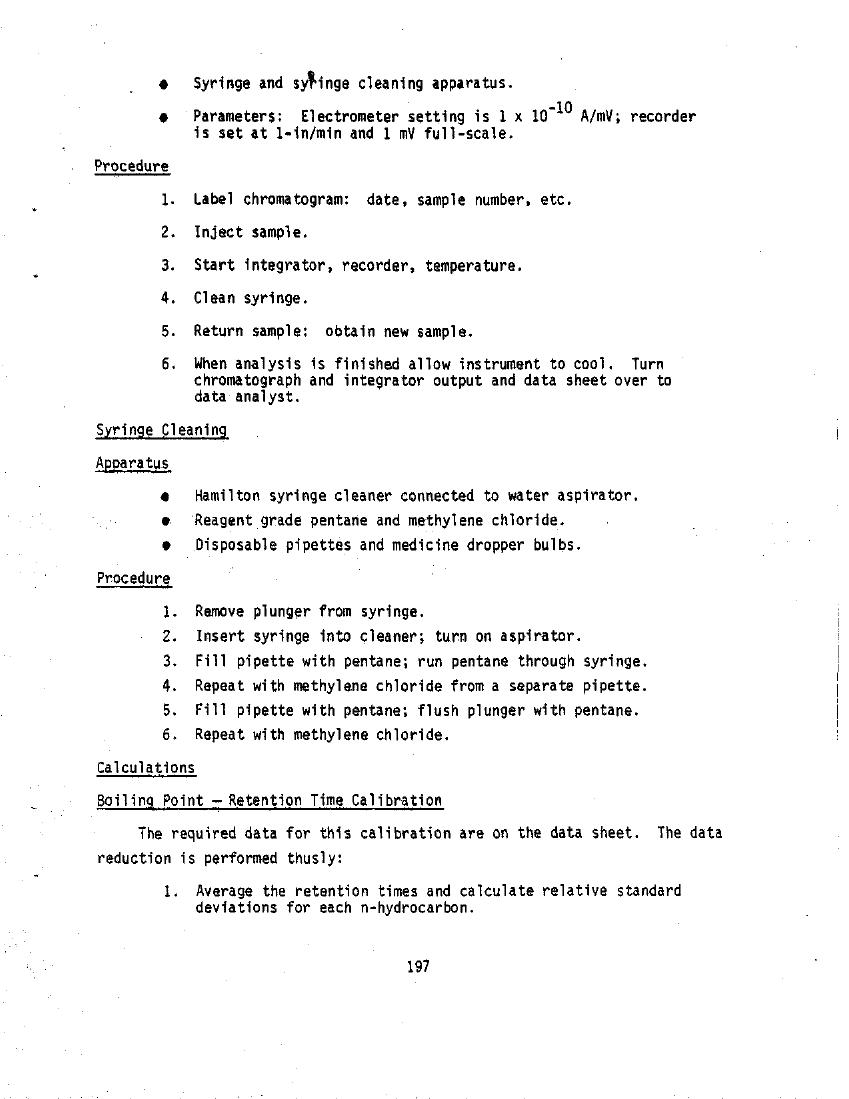 ● Syringe and syringe cleaning apparatus.
● Parameters: Electrometer setting is 1 x 10⁻¹⁰ A/mV; recorder
is set at 1-in/min and 1 mV full-scale.
Procedure
1. Label chromatogram: date, sample number, etc.
2. Inject sample.
3. Start integrator, recorder, temperature.
4. Clean syringe.
5. Return sample: obtain new sample.
6. When analysis is finished allow instrument to cool. Turn
chromatograph and integrator output and data sheet over to
data analyst.
Syringe Cleaning
Apparatus
● Hamilton syringe cleaner connected to water aspirator.
● Reagent grade pentane and methylene chloride.
● Disposable pipettes and medicine dropper bulbs.
Procedure
1. Remove plunger from syringe.
2. Insert syringe into cleaner; turn on aspirator.
3. Fill pipette with pentane; run pentane through syringe.
4. Repeat with methylene chloride from a separate pipette.
5. Fill pipette with pentane; flush plunger with pentane.
6. Repeat with methylene chloride.
Calculations
Boiling Point — Retention Time Calibration
The required data for this calibration are on the data sheet. The data
reduction is performed thusly:
1. Average the retention times and calculate relative standard
deviations for each n-hydrocarbon.
197